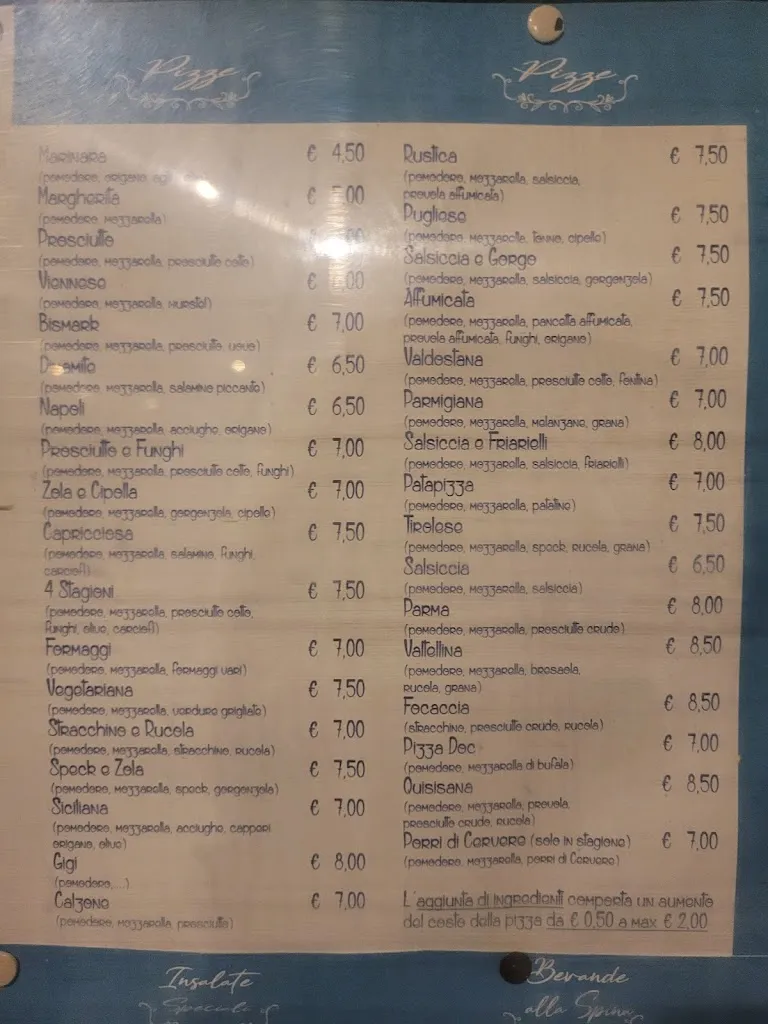 Pizze
Marinara € 4,50
(pomodoro, origano, agli
Margherita € 5,00
(pomodoro, mozzarella)
Prosciutto
(pomodoro, mozzarella, prosciutto cotto)
Viennese € ,00
(pomodoro, mozzarella, wurstel)
Bismark € 7,00
(pomodoro, mozzarella, prosciutto, uovo)
Dinamite € 6,50
(pomodoro, mozzarella, salamino piccante)
Napoli € 6,50
(pomodoro, mozzarella, acciughe, origano)
Prosciutto e Funghi € 7,00
(pomodoro, mozzarella, prosciutto cotto, funghi)
Zola e Cipolla € 7,00
(pomodoro, mozzarella, gorgonzola, cipolle)
Capricciosa € 7,50
(pomodoro, mozzarella, salamino, funghi,
carciofi)
4 Stagioni € 7,50
(pomodoro, mozzarella, prosciutto cotto,
funghi, olive, carciofi)
Formaggi € 7,00
(pomodoro, mozzarella, formaggi vari)
Vegetariana € 7,50
(pomodoro, mozzarella, verdure grigliate)
Stracchino e Rucola € 7,00
(pomodoro, mozzarella, stracchino, rucola)
Speck e Zola € 7,50
(pomodoro, mozzarella, speck, gorgonzola)
Siciliana € 7,00
(pomodoro, mozzarella, acciughe, capperi
origano, olive)
Gigi € 8,00
(pomodoro,...)
Calzone € 7,00
(pomodoro, mozzarella, prosciutto)
Pizze
Rustica € 7,50
(pomodoro, mozzarella, salsiccia,
provola affumicata)
Pugliese € 7,50
(pomodoro, mozzarella, tonno, cipolle)
Salsiccia e Gorgo € 7,50
(pomodoro, mozzarella, salsiccia, gorgonzola)
Affumicata € 7,50
(pomodoro, mozzarella, pancetta affumicata,
provola affumicata, funghi, origano)
Valdostana € 7,00
(pomodoro, mozzarella, prosciutto cotto, fontina)
Parmigiana € 7,00
(pomodoro, mozzarella, melanzane, grana)
Salsiccia e Friarielli € 8,00
(pomodoro, mozzarella, salsiccia, friarielli)
Patapizza € 7,00
(pomodoro, mozzarella, patatine)
Tirolese € 7,50
(pomodoro, mozzarella, speck, rucola, grana)
Salsiccia € 6,50
(pomodoro, mozzarella, salsiccia)
Parma € 8,00
(pomodoro, mozzarella, prosciutto crudo)
Valtellina € 8,50
(pomodoro, mozzarella, bresaola,
rucola, grana)
Focaccia € 8,50
(stracchino, prosciutto crudo, rucola)
Pizza Doc € 7,00
(pomodoro, mozzarella di bufala)
Quisisana € 8,50
(pomodoro, mozzarella, provola,
prosciutto crudo, rucola)
Porri di Cervere (solo in stagione) € 7,00
(pomodoro, mozzarella, porri di Cervere)
L'aggiunta di ingredienti comporta un aumento
del costo della pizza da € 0,50 a max € 2,00
Insalate
Speciali
Bevande
alla Spina